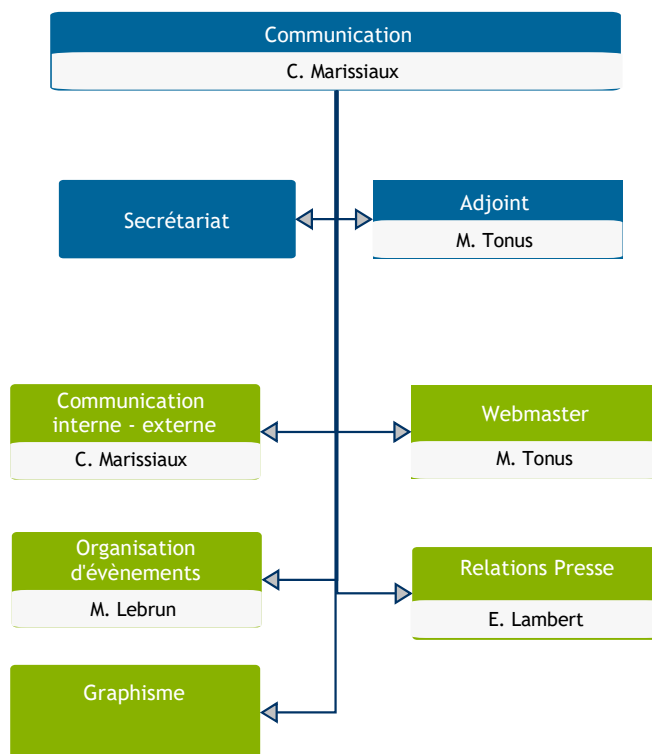 Communication
C. Marissiaux
Secrétariat
Adjoint
M. Tonus
Communication
interne - externe
C. Marissiaux
Webmaster
M. Tonus
Organisation
d'évènements
M. Lebrun
Relations Presse
E. Lambert
Graphisme